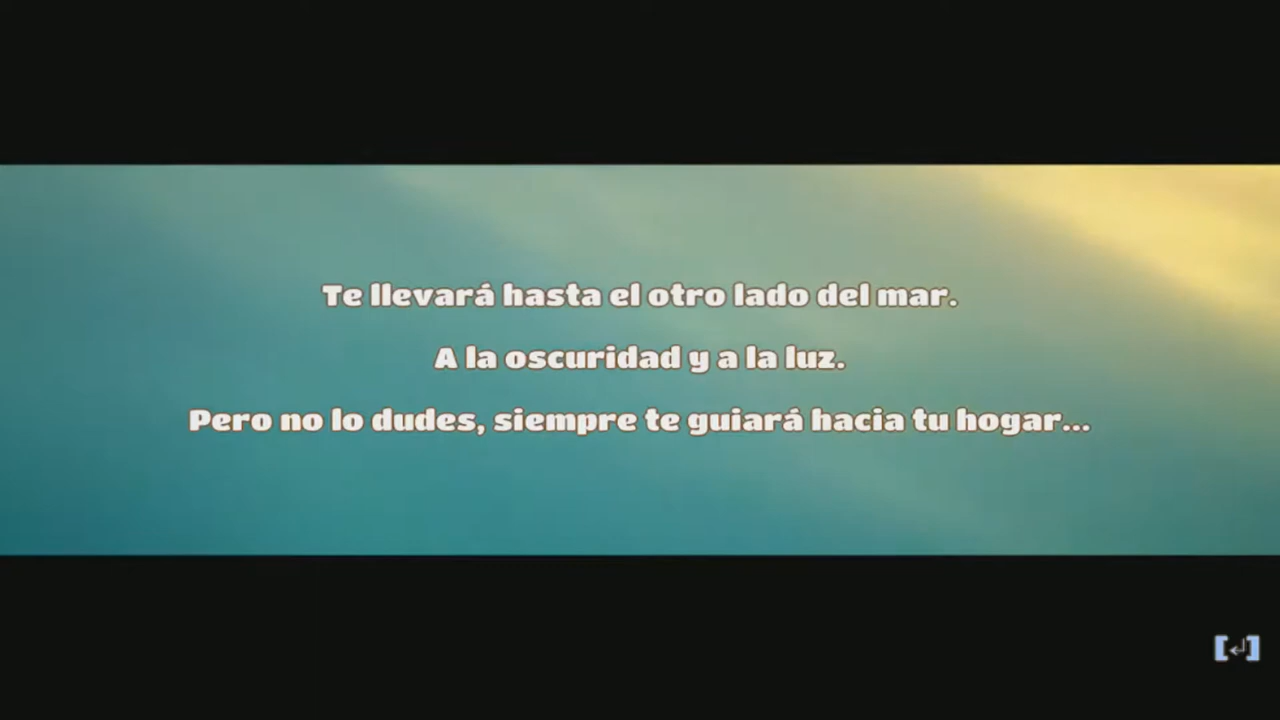 Te llevará hasta el otro lado del mar.
A la oscuridad y a la luz.
Pero no lo dudes, siempre te guiará hacia tu hogar...
[↵]